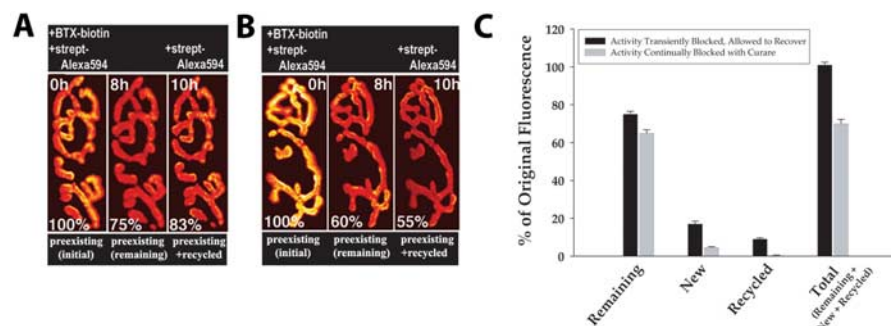 A
+BTX-biotin
+strept-
Alexa594
+strept-
Alexa594
0h
8h
10h
100%
75%
83%
preexisting
(initial)
preexisting
(remaining)
preexisting
+recycled
B
+BTX-biotin
+strept-
Alexa594
+strept-
Alexa594
0h
8h
10h
100%
60%
55%
preexisting
(initial)
preexisting
(remaining)
preexisting
+recycled
C
% of Original Fluorescence
120
100
80
60
40
20
0
Activity Transiently Blocked, Allowed to Recover
Activity Continually Blocked with Curare
Remaining
New
Recycled
Total
(Remaining +
New + Recycled)